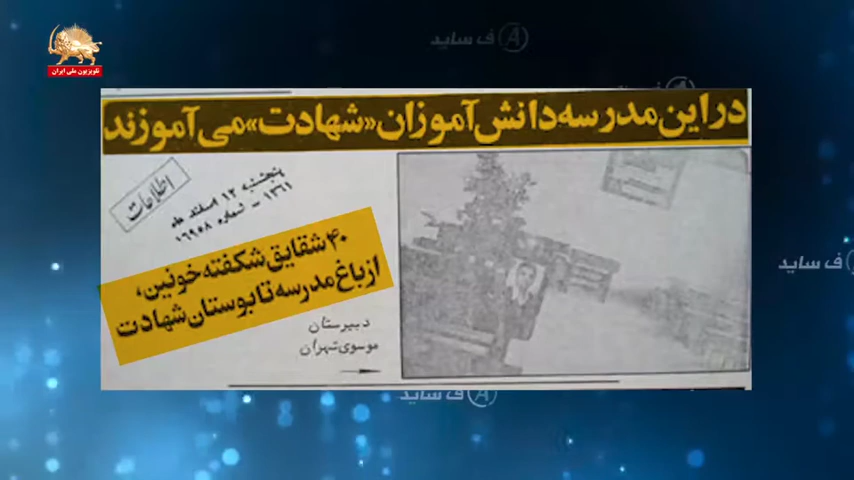 تلویزیون ملی ایران
ف ساید
در این مدرسه دانش‌آموزان «شهادت» می‌آموزند
اطلاعات
پنجشنبه ۱۲ اسفند ماه
۱۳۶۱ - شماره ۱۶۹۰۸
۴۰ شقایق شکفته خونین،
از باغ مدرسه تا بوستان شهادت
دبیرستان
موسوی تهران
ف ساید
ف ساید